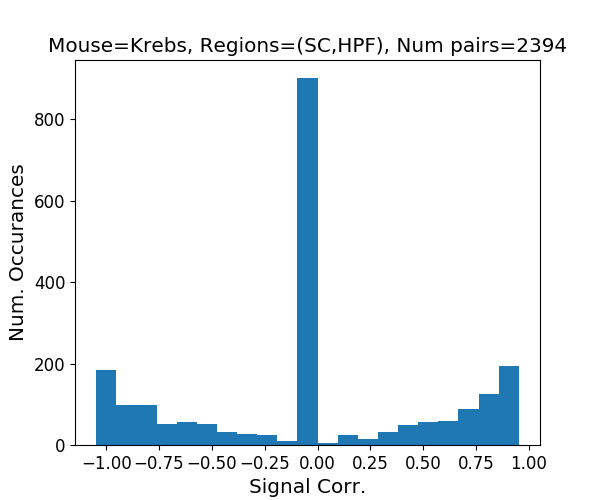 Mouse=Krebs, Regions=(SC,HPF), Num pairs=2394
Num. Occurances
800
600
400
200
0
−1.00 −0.75 −0.50 −0.25 0.00 0.25 0.50 0.75 1.00
Signal Corr.